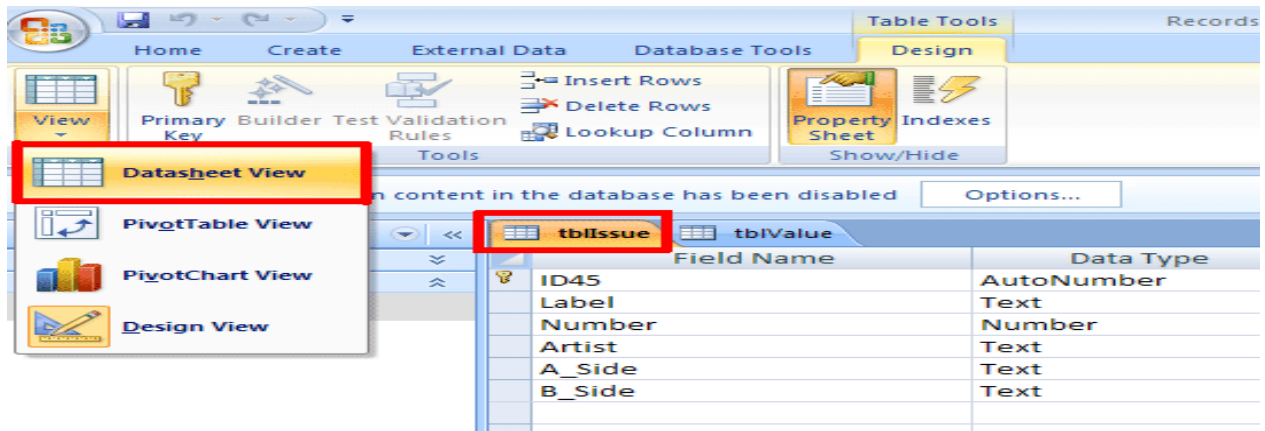 Table Tools
Records
Home Create External Data Database Tools Design
View
Primary Key
Builder
Test Validation Rules
Insert Rows
Delete Rows
Lookup Column
Property Sheet
Indexes
Tools
Show/Hide
Datasheet View
PivotTable View
PivotChart View
Design View
n content in the database has been disabled Options...
tblIssue tblValue
Field Name Data Type
ID45 AutoNumber
Label Text
Number Number
Artist Text
A_Side Text
B_Side Text